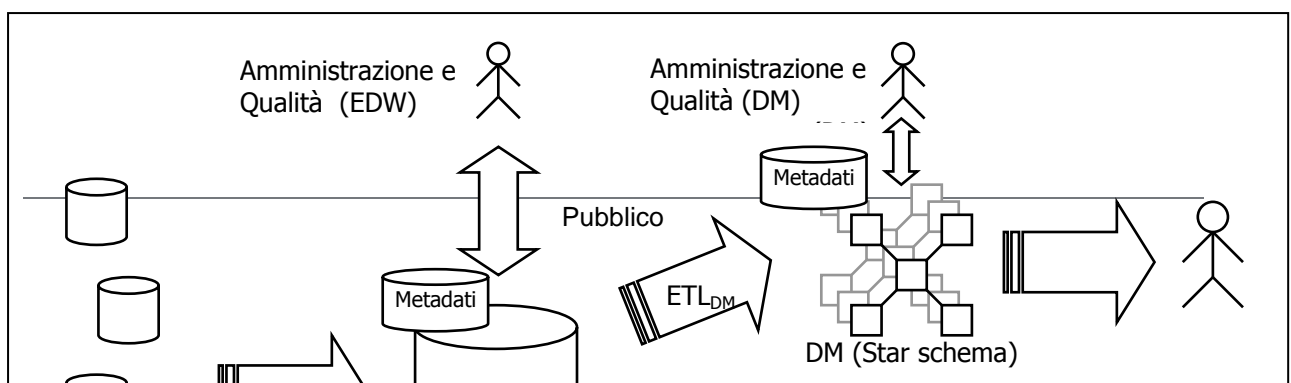 Amministrazione e
Qualità (EDW)
Amministrazione e
Qualità (DM)
Metadati
Pubblico
Metadati
ETLDM
DM (Star schema)